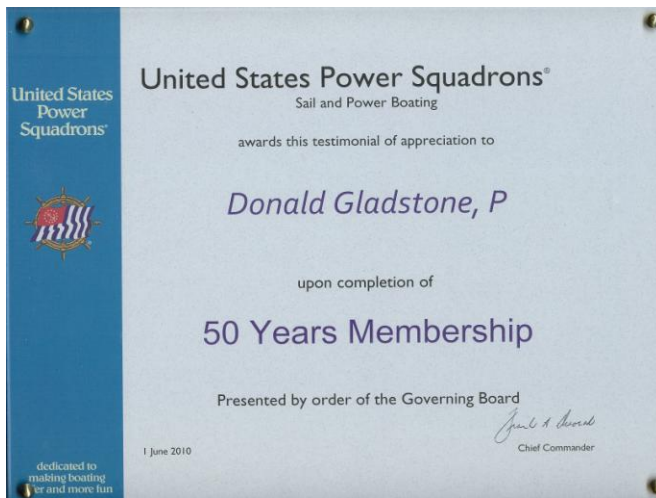 United States
Power
Squadrons®
United States Power Squadrons®
Sail and Power Boating
awards this testimonial of appreciation to
Donald Gladstone, P
upon completion of
50 Years Membership
Presented by order of the Governing Board
1 June 2010
Chief Commander
dedicated to
making boating
and more fun